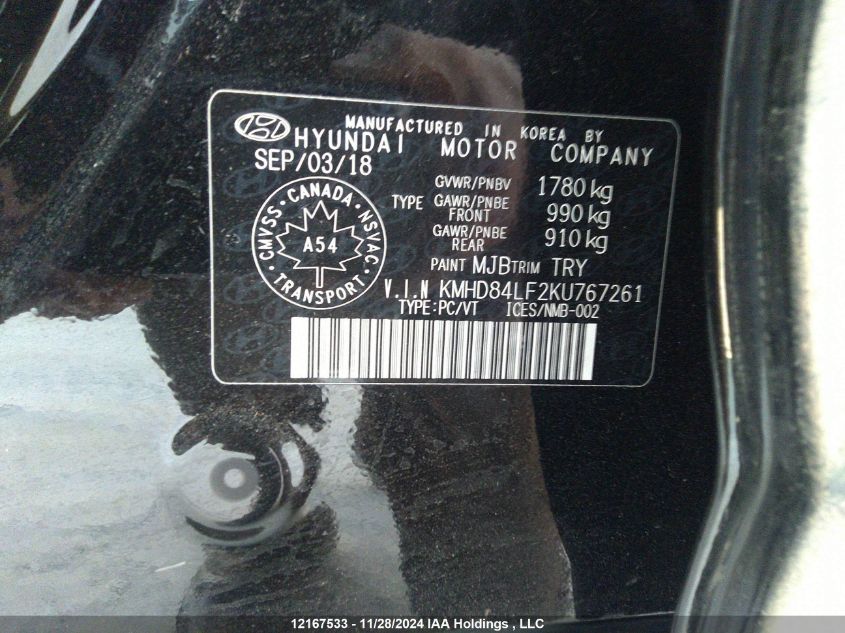 MANUFACTURED IN KOREA BY
HYUNDAI MOTOR COMPANY
SEP/03/18
GVWR/PNBV 1780 kg
TYPE GAWR/PNBE FRONT 990 kg
GAWR/PNBE REAR 910 kg
CMVSS · CANADA · NSVAC · TRANSPORT
A54
PAINT MJB TRIM TRY
V.I.N KMHD84LF2KU767261
TYPE:PC/VT ICES/NMB-002
12167533 - 11/28/2024 IAA Holdings , LLC